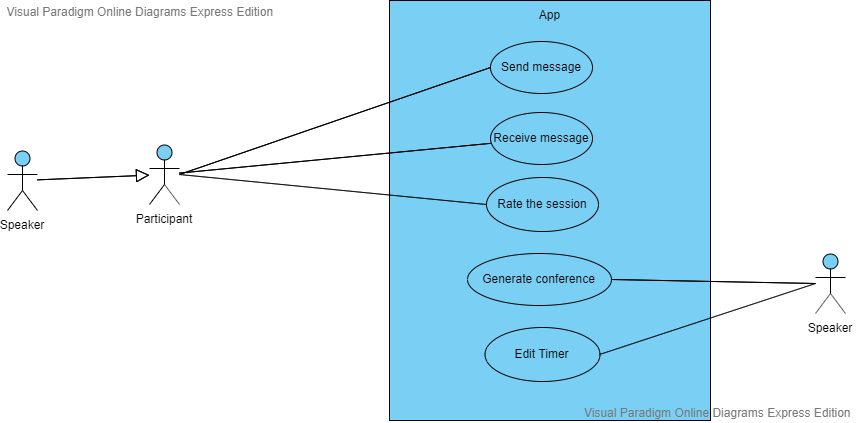 Visual Paradigm Online Diagrams Express Edition
App
Send message
Receive message
Speaker
Participant
Rate the session
Generate conference
Speaker
Edit Timer
Visual Paradigm Online Diagrams Express Edition